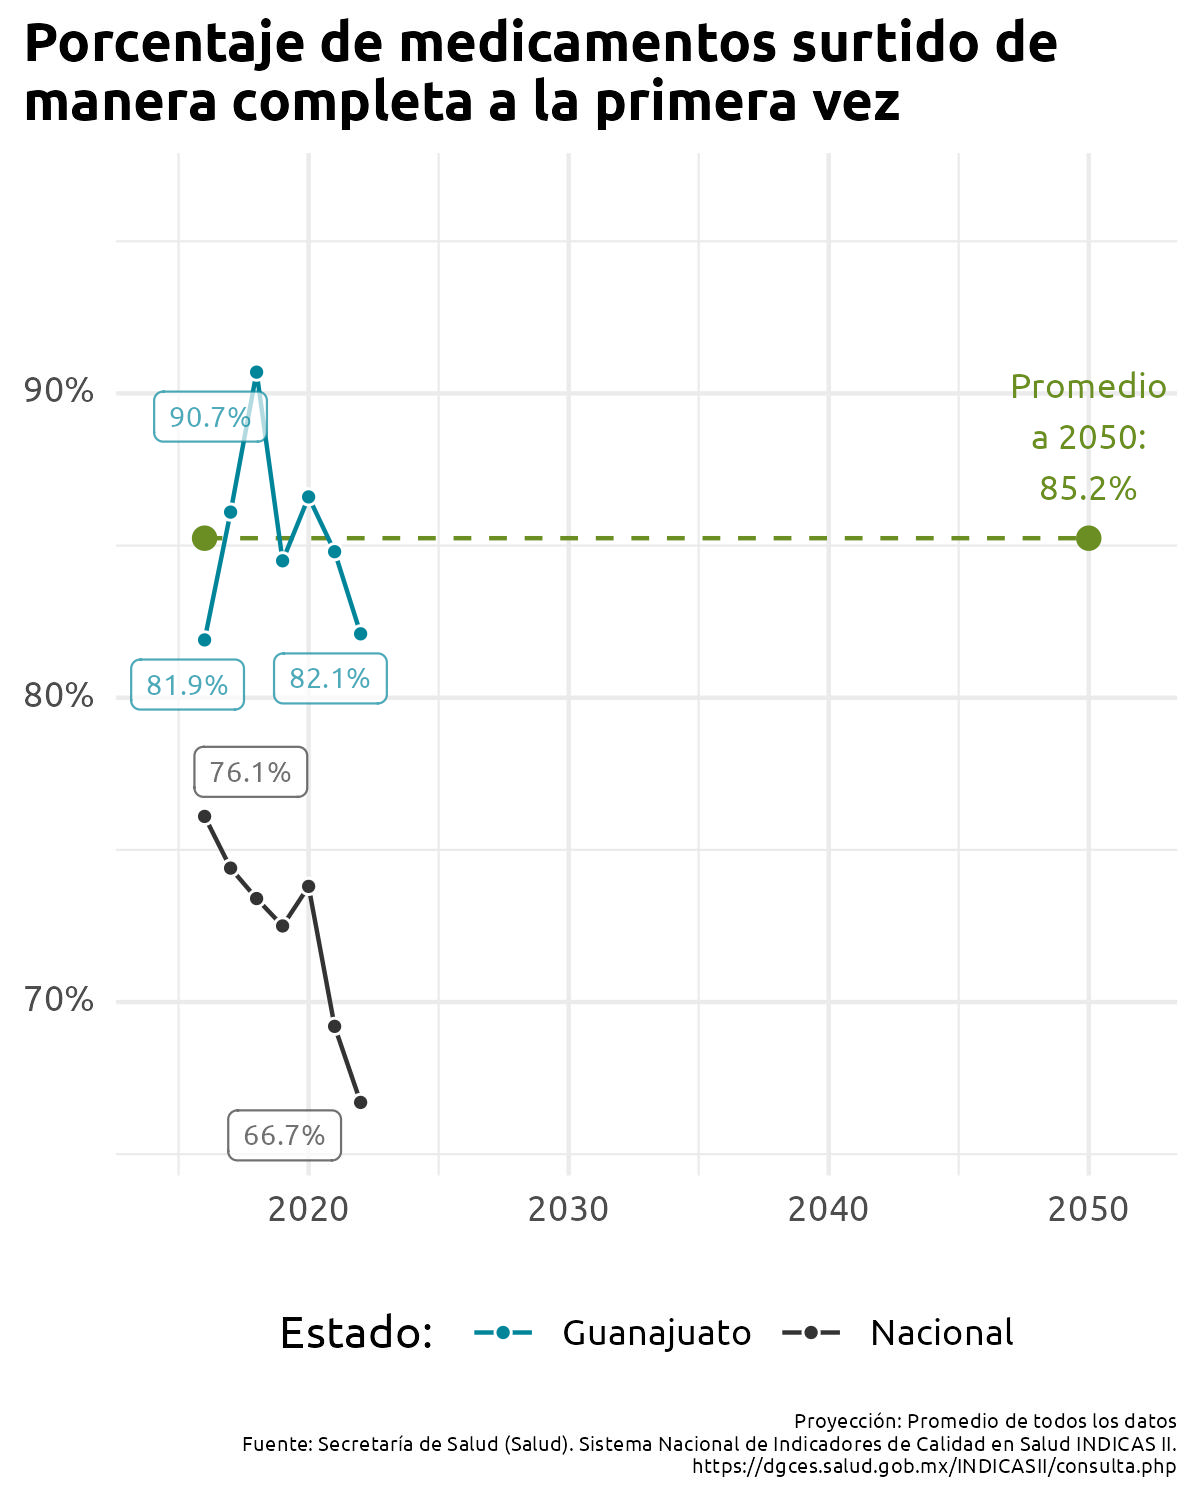 Porcentaje de medicamentos surtido de
manera completa a la primera vez
90%
80%
70%
90.7%
81.9%
82.1%
76.1%
66.7%
Promedio
a 2050:
85.2%
2020 2030 2040 2050
Estado: Guanajuato Nacional
Proyección: Promedio de todos los datos
Fuente: Secretaría de Salud (Salud). Sistema Nacional de Indicadores de Calidad en Salud INDICAS II.
https://dgces.salud.gob.mx/INDICASII/consulta.php